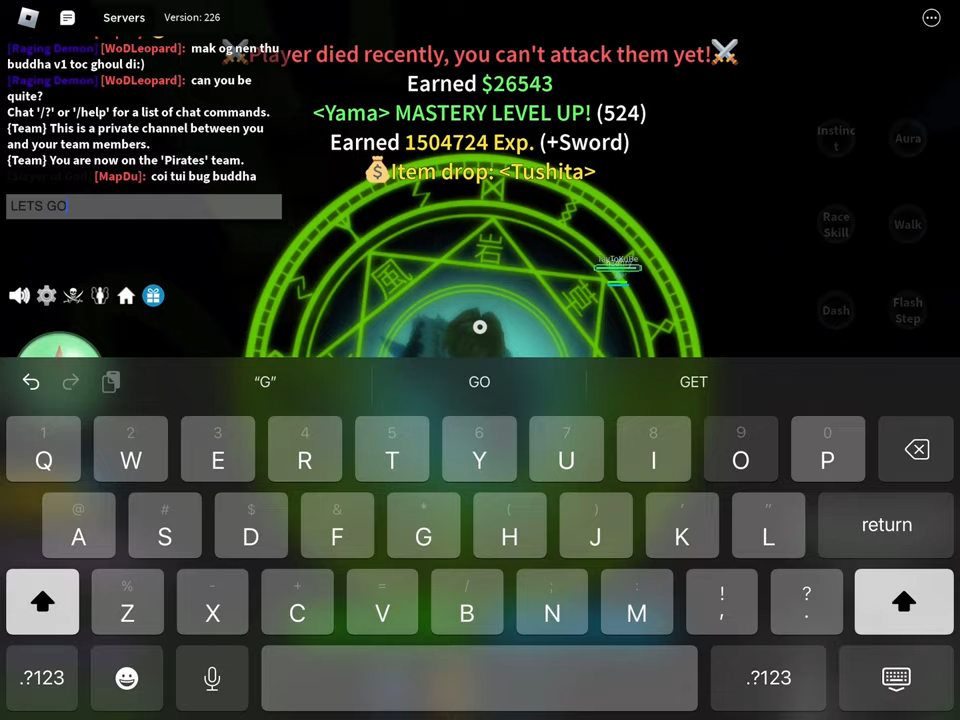 Servers Version: 226
[Raging Demon] [WoDLeopard]: mak og nen thu
buddha v1 toc ghoul di:)
[Raging Demon] [WoDLeopard]: can you be
quite?
Chat '/?' or '/help' for a list of chat commands.
{Team} This is a private channel between you
and your team members.
{Team} You are now on the 'Pirates' team.
[MapDu]: coi tui bug buddha
LETS GO
Player died recently, you can't attack them yet!
Earned $26543
<Yama> MASTERY LEVEL UP! (524)
Earned 1504724 Exp. (+Sword)
Item drop: <Tushita>
風
岩
Instinc
t
Aura
Race
Skill
Walk
Dash
Flash
Step
“G” GO GET
1 2 3 4 5 6 7 8 9 0
Q W E R T Y U I O P
@ # $ & * ( ) ' "
A S D F G H J K L return
% - + = / ; : ! ?
Z X C V B N M , .
.?123 .?123